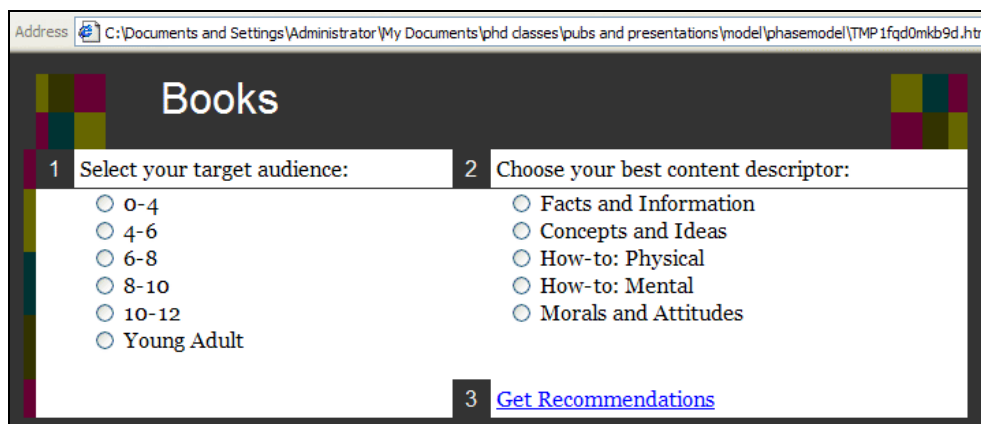 Address C:\Documents and Settings\Administrator\My Documents\phd classes\pubs and presentations\model\phasemodel\TMP1fqd0mkb9d.htm
Books
1 Select your target audience:
0-4
4-6
6-8
8-10
10-12
Young Adult
2 Choose your best content descriptor:
Facts and Information
Concepts and Ideas
How-to: Physical
How-to: Mental
Morals and Attitudes
3 Get Recommendations